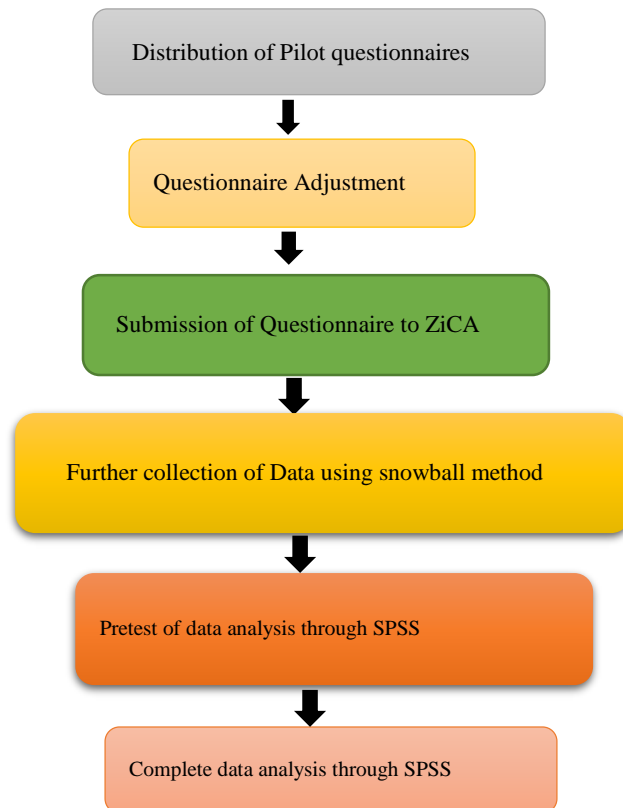 Distribution of Pilot questionnaires
Questionnaire Adjustment
Submission of Questionnaire to ZiCA
Further collection of Data using snowball method
Pretest of data analysis through SPSS
Complete data analysis through SPSS